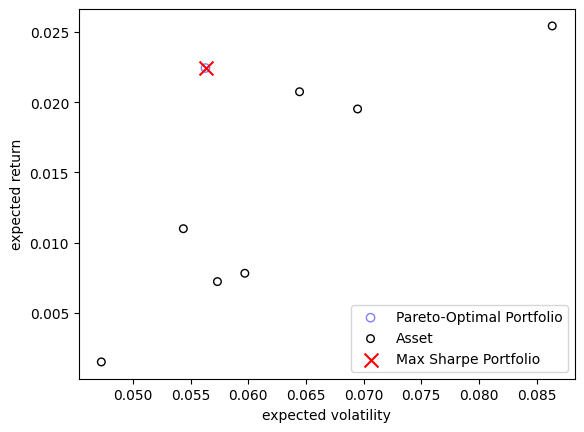 0.025
0.020
0.015
0.010
0.005
expected return
0.050 0.055 0.060 0.065 0.070 0.075 0.080 0.085
expected volatility
Pareto-Optimal Portfolio
Asset
Max Sharpe Portfolio